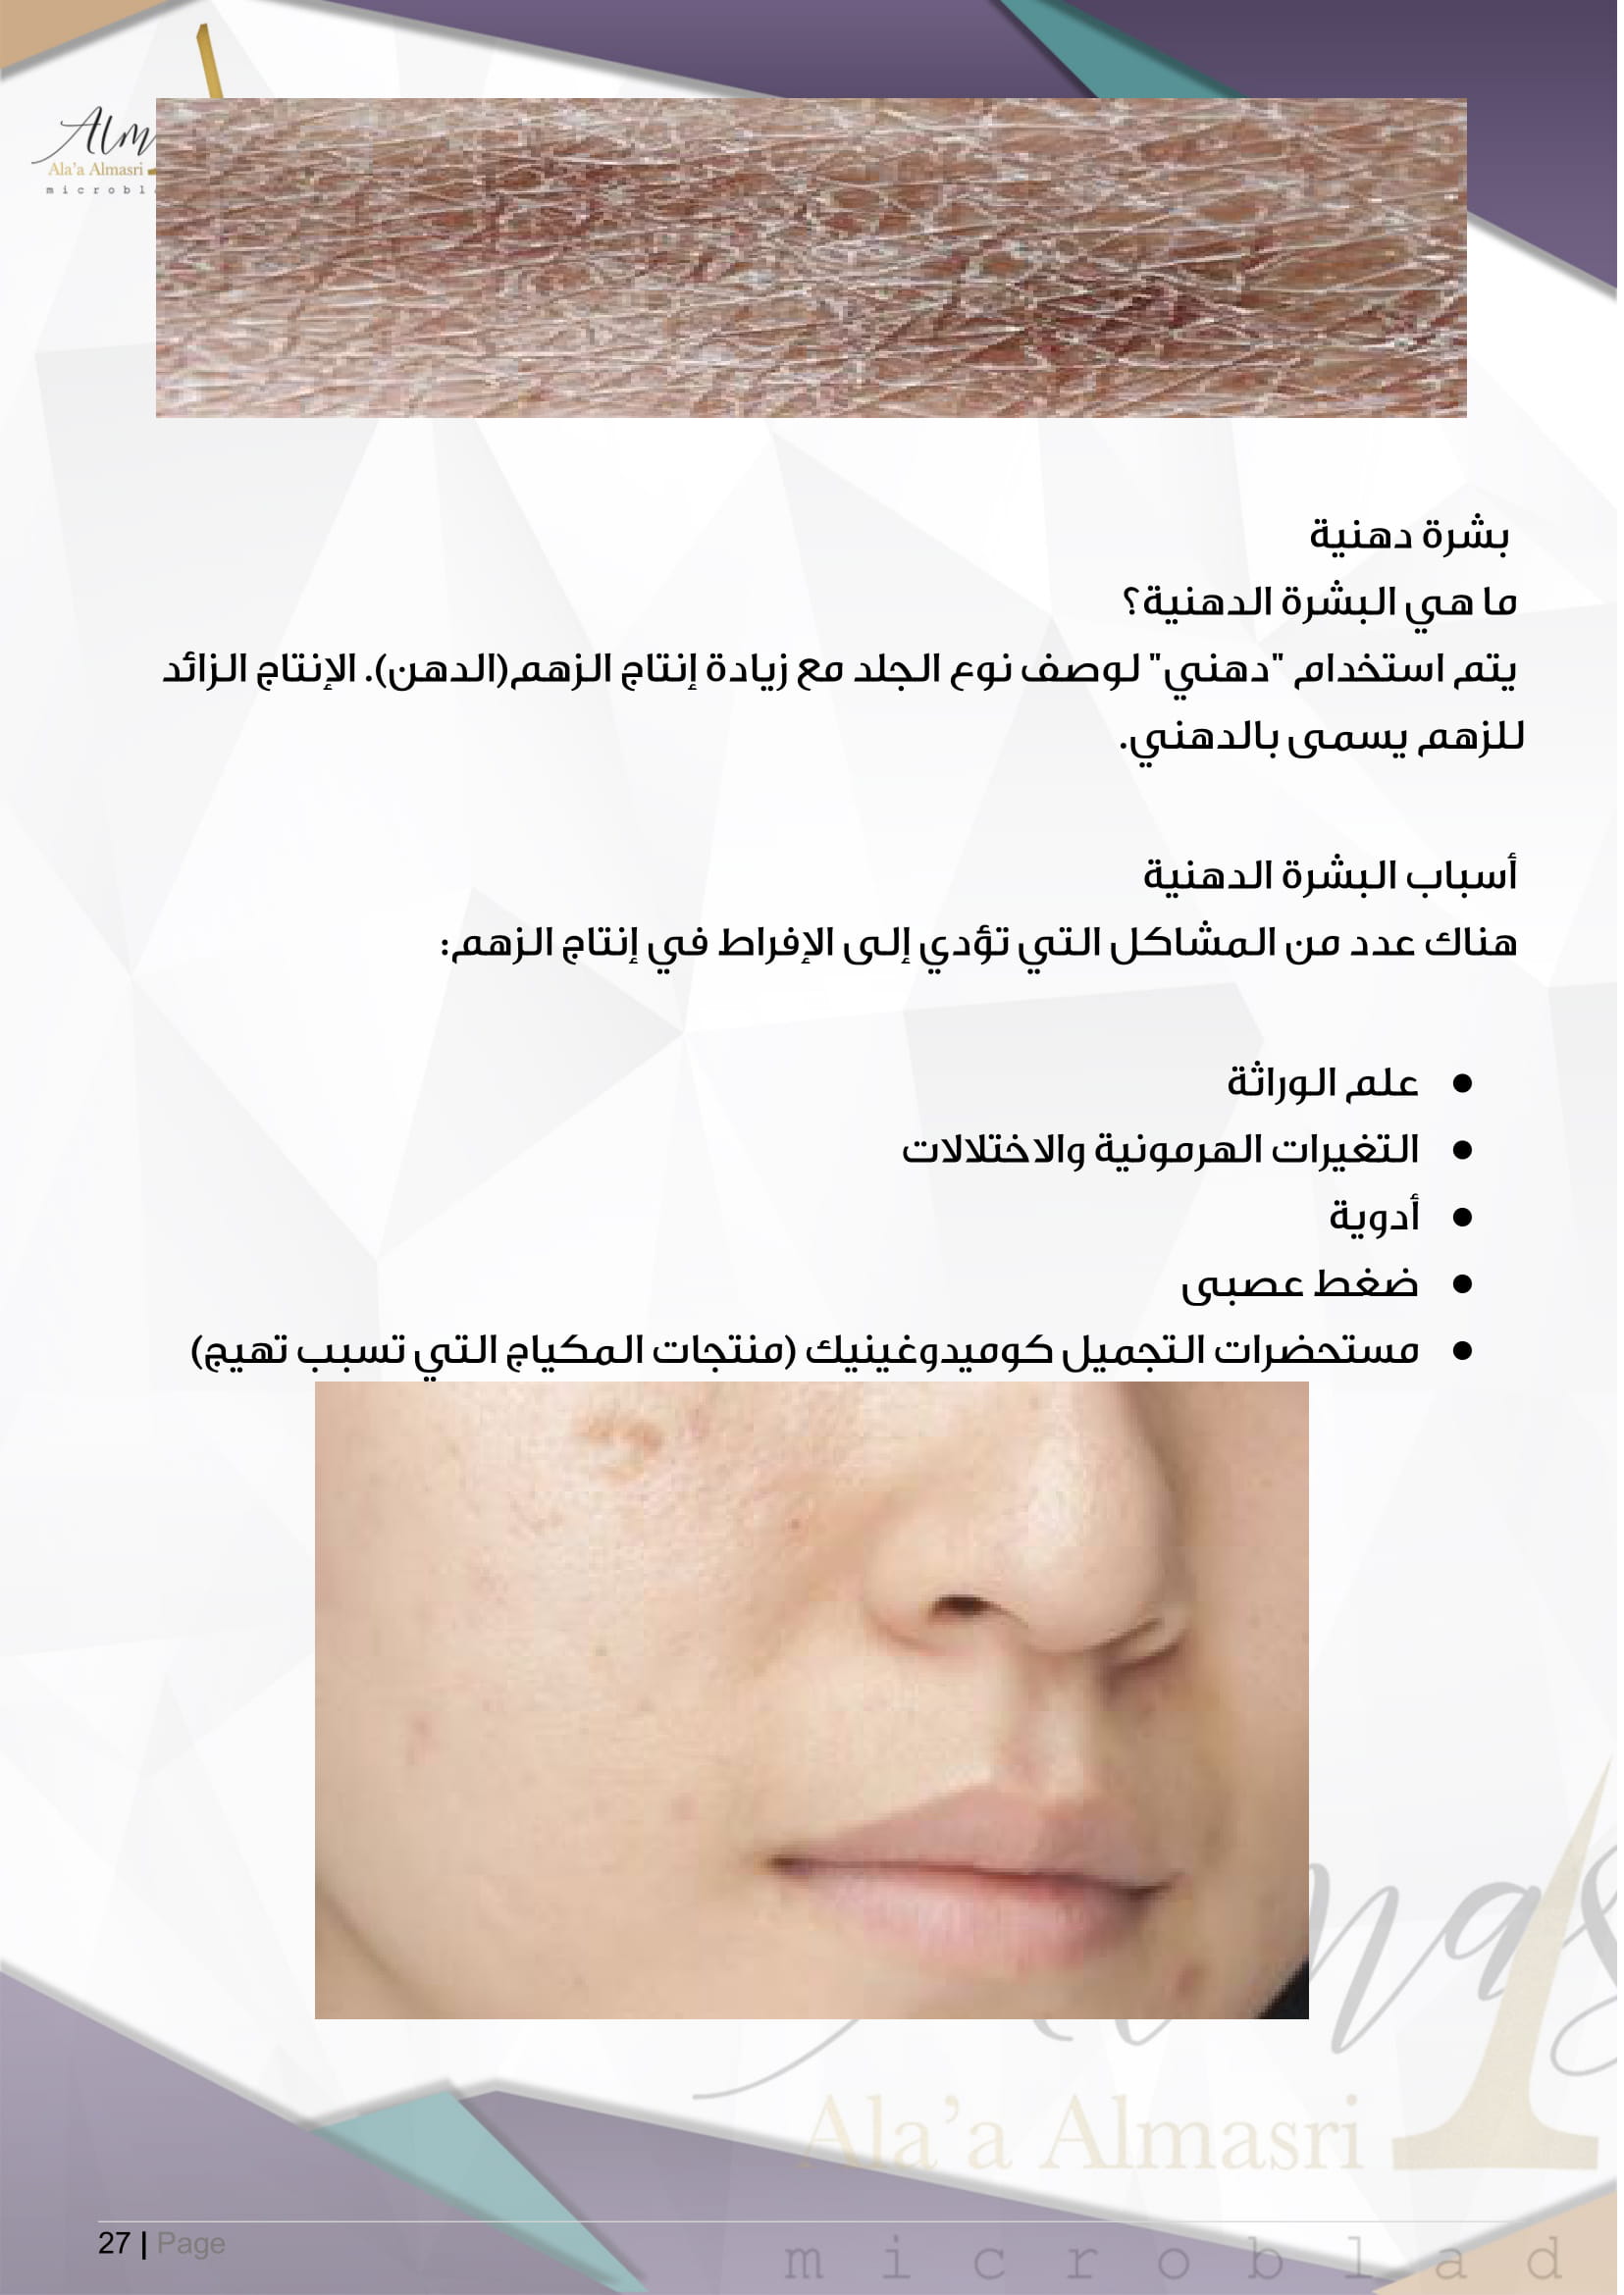 Alm
Ala'a Almasri
microbl
بشرة دهنية
ما هي البشرة الدهنية؟
يتم استخدام "دهني" لوصف نوع الجلد مع زيادة إنتاج الزهم(الدهن). الإنتاج الزائد
للزهم يسمى بالدهني.
أسباب البشرة الدهنية
هناك عدد من المشاكل التي تؤدي إلى الإفراط في إنتاج الزهم:
● علم الوراثة
● التغيرات الهرمونية والاختلالات
● أدوية
● ضغط عصبى
● مستحضرات التجميل كوميدوغينيك (منتجات المكياج التي تسبب تهيج)
Ala'a Almasri
microblad
27 | Page